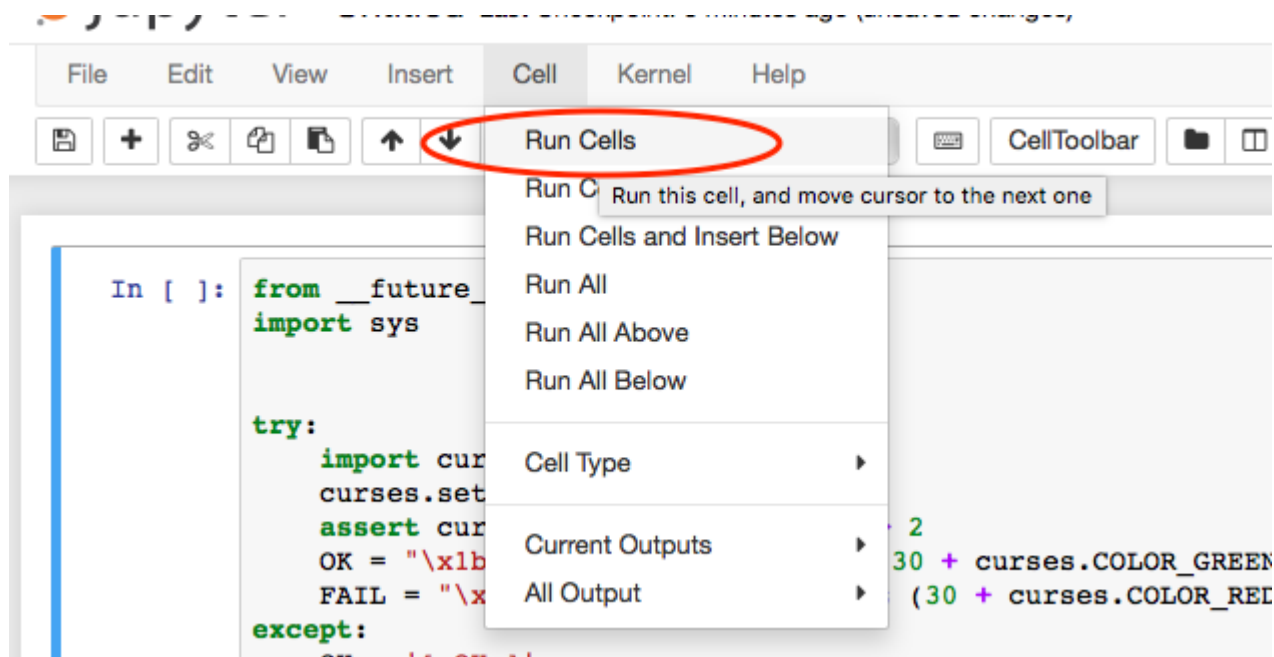 File Edit View Insert Cell Kernel Help
CellToolbar
Run Cells
Run C
Run this cell, and move cursor to the next one
Run Cells and Insert Below
Run All
Run All Above
Run All Below
Cell Type
Current Outputs
All Output
In [ ]: from __future_
import sys
try:
import cur
curses.set
assert cur 2
OK = "\x1b 30 + curses.COLOR_GREEN
FAIL = "\x (30 + curses.COLOR_RED
except: